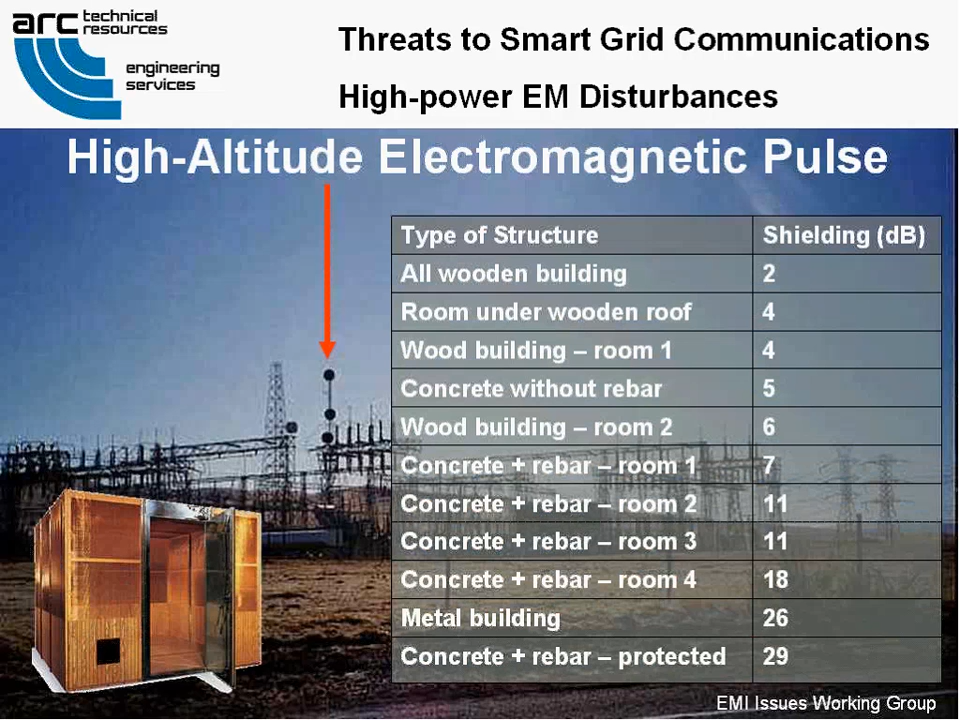 arc technical resources
engineering services
Threats to Smart Grid Communications
High-power EM Disturbances
High-Altitude Electromagnetic Pulse
Type of Structure Shielding (dB)
All wooden building 2
Room under wooden roof 4
Wood building – room 1 4
Concrete without rebar 5
Wood building – room 2 6
Concrete + rebar – room 1 7
Concrete + rebar – room 2 11
Concrete + rebar – room 3 11
Concrete + rebar – room 4 18
Metal building 26
Concrete + rebar – protected 29
EMI Issues Working Group